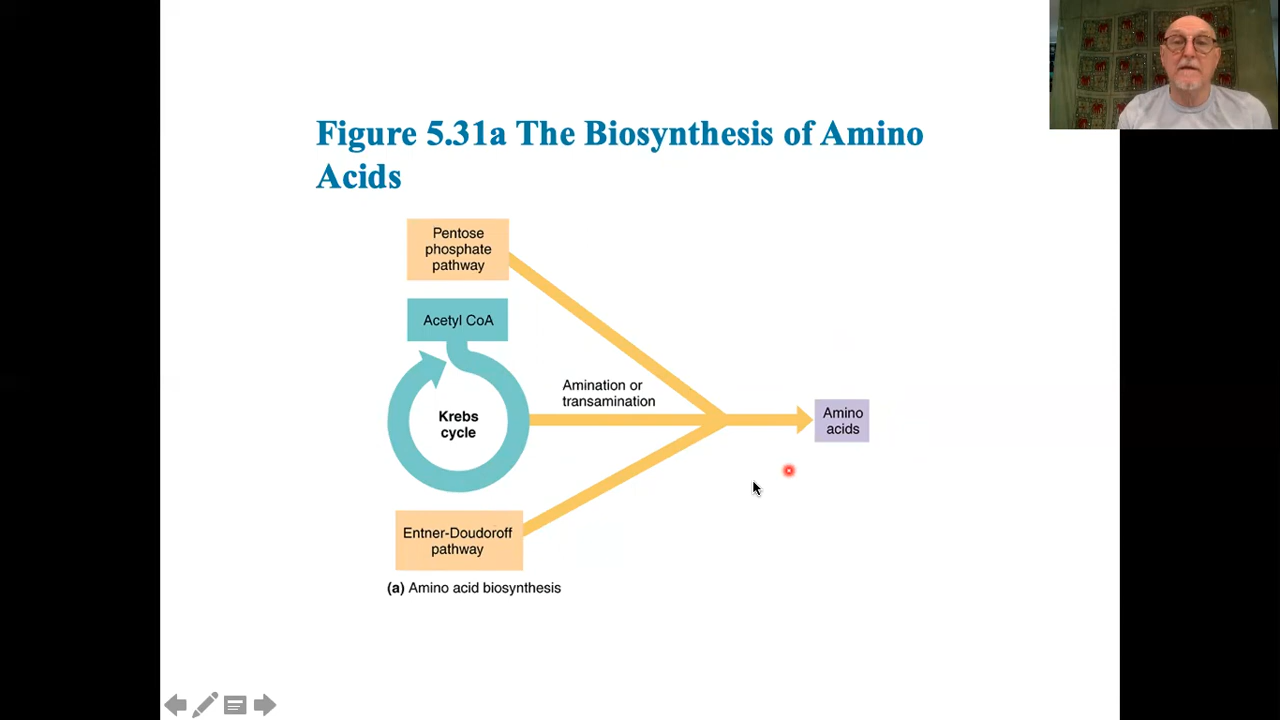 Figure 5.31a The Biosynthesis of Amino
Acids
Pentose
phosphate
pathway
Acetyl CoA
Amination or
transamination
Krebs
cycle
Amino
acids
Entner-Doudoroff
pathway
(a) Amino acid biosynthesis